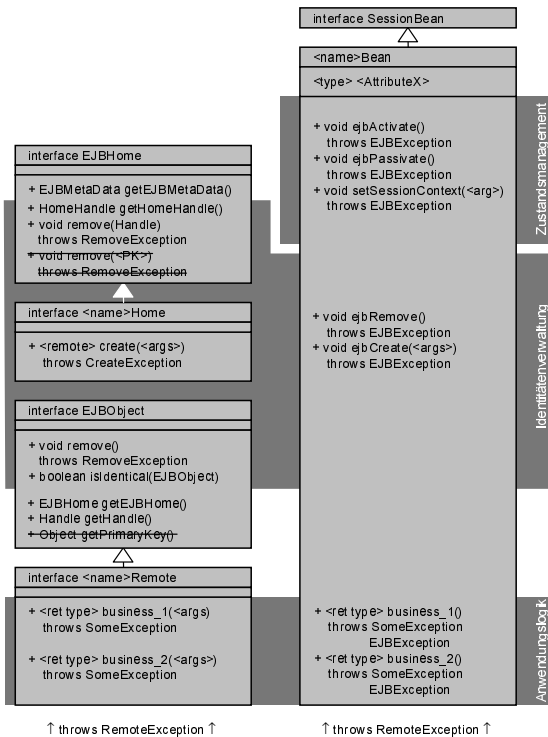 interface SessionBean
<name>Bean
<type> <AttributeX>
+ void ejbActivate()
throws EJBException
+ void ejbPassivate()
throws EJBException
+ void setSessionContext(<arg>)
throws EJBException
Zustandsmanagement
interface EJBHome
+ EJBMetaData getEJBMetaData()
+ HomeHandle getHomeHandle()
+ void remove(Handle)
throws RemoveException
+ void remove(<PK>)
throws RemoveException
interface <name>Home
+ <remote> create(<args>)
throws CreateException
+ void ejbRemove()
throws EJBException
+ void ejbCreate(<args>)
throws EJBException
Identitätenverwaltung
interface EJBObject
+ void remove()
throws RemoveException
+ boolean isIdentical(EJBObject)
+ EJBHome getEJBHome()
+ Handle getHandle()
+ Object getPrimaryKey()
interface <name>Remote
+ <ret type> business_1(<args)
throws SomeException
+ <ret type> business_2(<args>)
throws SomeException
+ <ret type> business_1()
throws SomeException
EJBException
+ <ret type> business_2()
throws SomeException
EJBException
Anwendungslogik
↑ throws RemoteException ↑
↑ throws RemoteException ↑